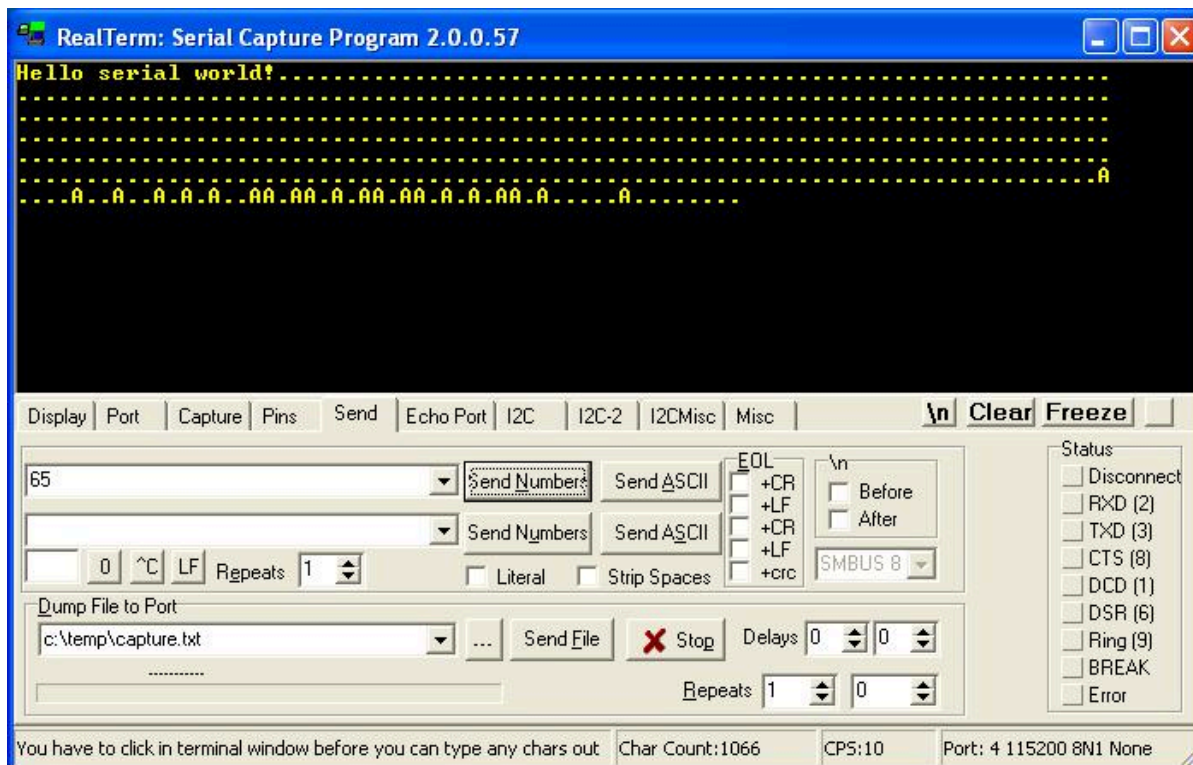 RealTerm: Serial Capture Program 2.0.0.57
Hello serial world!.............................................................
................................................................................
................................................................................
................................................................................
................................................................................
...............................................................................A
....A..A..A.A.A..AA.AA.A.AA.AA.A.A.AA.A.....A........
Display Port Capture Pins Send Echo Port I2C I2C-2 I2CMisc Misc \n Clear Freeze
65 Send Numbers Send ASCII
EOL
+CR
+LF
+CR
+LF
+crc
\n
Before
After
Send Numbers Send ASCII
SMBUS 8
0 ^C LF Repeats 1 Literal Strip Spaces
Dump File to Port
c:\temp\capture.txt ... Send File Stop Delays 0 0
-----------
Repeats 1 0
Status
Disconnect
RXD (2)
TXD (3)
CTS (8)
DCD (1)
DSR (6)
Ring (9)
BREAK
Error
You have to click in terminal window before you can type any chars out Char Count:1066 CPS:10 Port: 4 115200 8N1 None